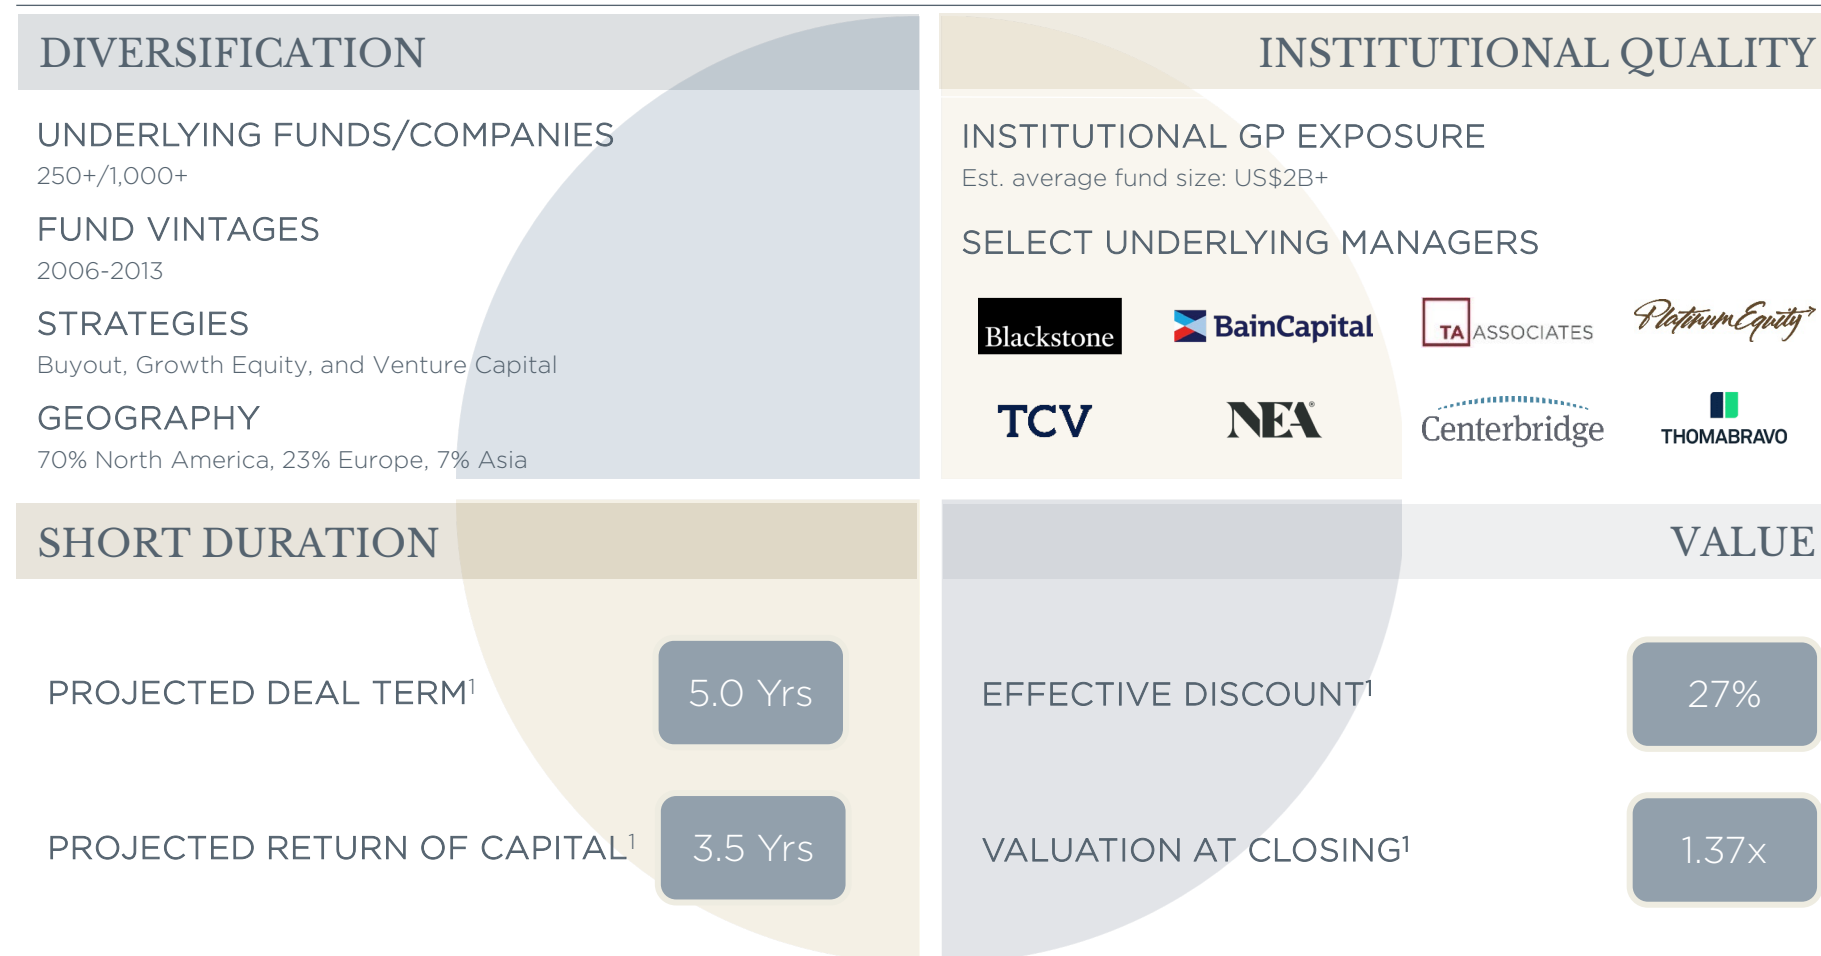 DIVERSIFICATION
UNDERLYING FUNDS/COMPANIES
250+/1,000+
FUND VINTAGES
2006-2013
STRATEGIES
Buyout, Growth Equity, and Venture Capital
GEOGRAPHY
70% North America, 23% Europe, 7% Asia
INSTITUTIONAL QUALITY
INSTITUTIONAL GP EXPOSURE
Est. average fund size: US$2B+
SELECT UNDERLYING MANAGERS
Blackstone
BainCapital
TA ASSOCIATES
Platinum Equity
TCV
NEA®
Centerbridge
THOMABRAVO
SHORT DURATION
PROJECTED DEAL TERM¹
5.0 Yrs
PROJECTED RETURN OF CAPITAL¹
3.5 Yrs
VALUE
EFFECTIVE DISCOUNT¹
27%
VALUATION AT CLOSING¹
1.37x